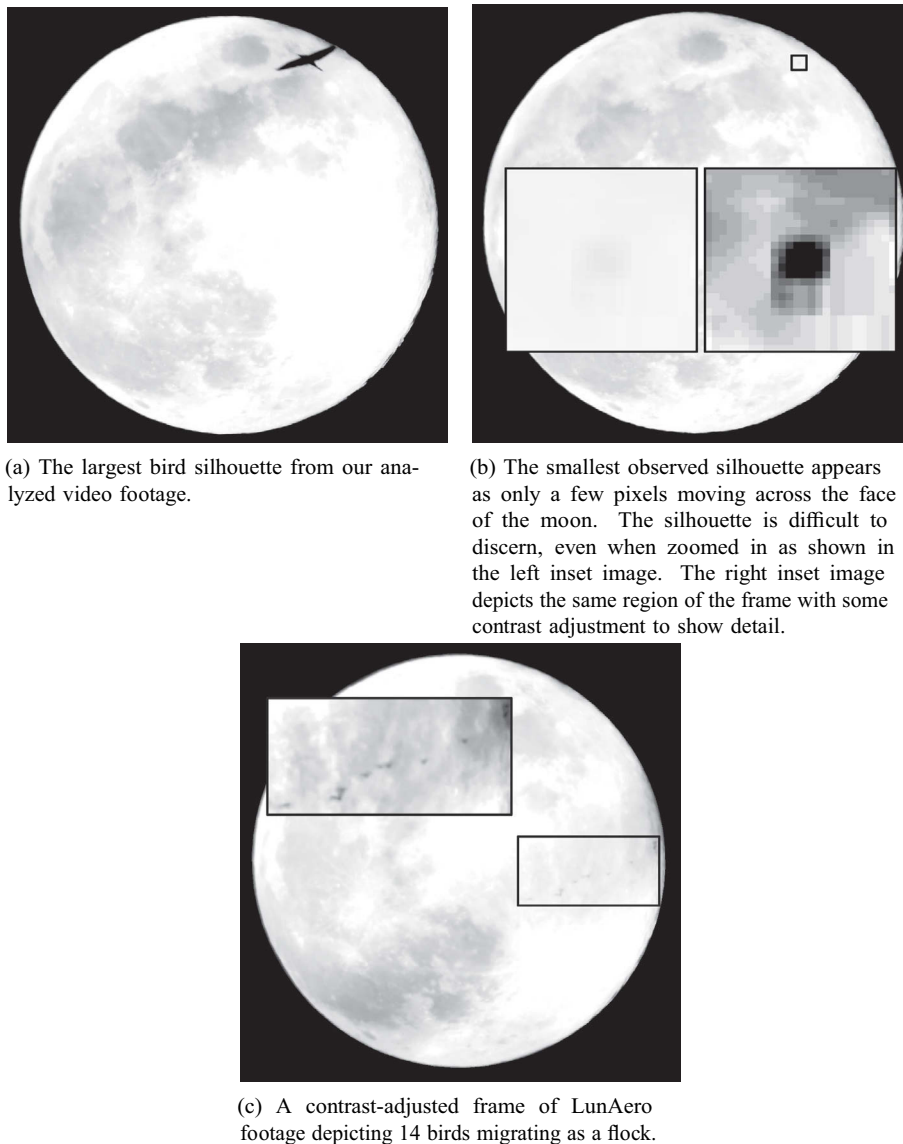 (a) The largest bird silhouette from our ana-
lyzed video footage.
(b) The smallest observed silhouette appears
as only a few pixels moving across the face
of the moon. The silhouette is difficult to
discern, even when zoomed in as shown in
the left inset image. The right inset image
depicts the same region of the frame with some
contrast adjustment to show detail.
(c) A contrast-adjusted frame of LunAero
footage depicting 14 birds migrating as a flock.